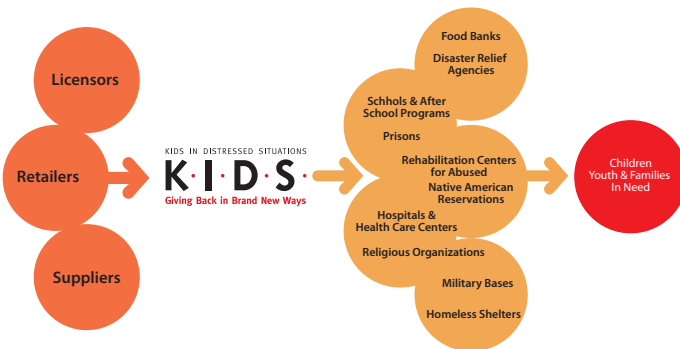 Licensors
Retailers
Suppliers
KIDS IN DISTRESSED SITUATIONS
K·I·D·S·
Giving Back in Brand New Ways
Food Banks
Disaster Relief
Agencies
Schhols & After
School Programs
Prisons
Rehabilitation Centers
for Abused
Native American
Reservations
Hospitals &
Health Care Centers
Religious Organizations
Military Bases
Homeless Shelters
Children
Youth & Families
In Need